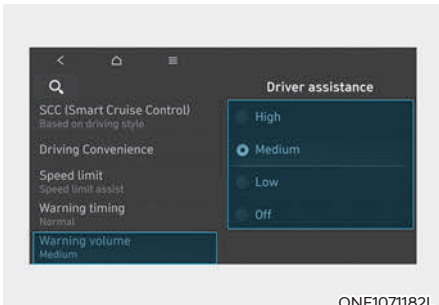 Driver assistance
SCC (Smart Cruise Control)
Based on driving style
Driving Convenience
Speed limit
Speed limit assist
Warning timing
Normal
Warning volume
Medium
High
Medium
Low
Off
ONE1071182L